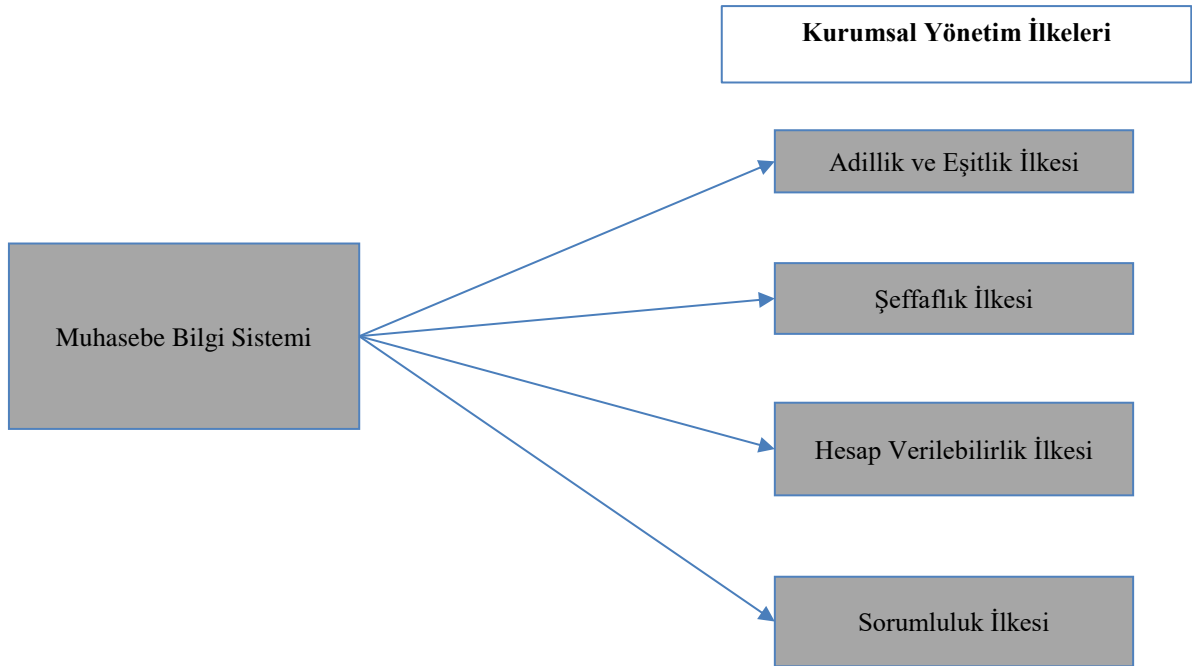 Kurumsal Yönetim İlkeleri
Adillik ve Eşitlik İlkesi
Şeffaflık İlkesi
Muhasebe Bilgi Sistemi
Hesap Verilebilirlik İlkesi
Sorumluluk İlkesi